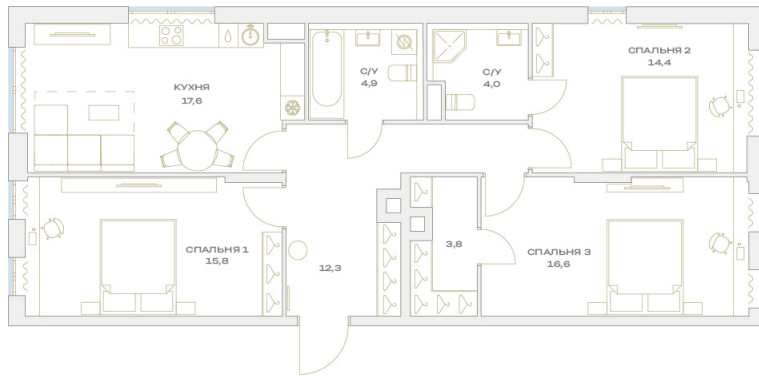 КУХНЯ
17,6
С/У
4,9
С/У
4,0
СПАЛЬНЯ 2
14,4
СПАЛЬНЯ 1
15,8
12,3
3,8
СПАЛЬНЯ 3
16,6